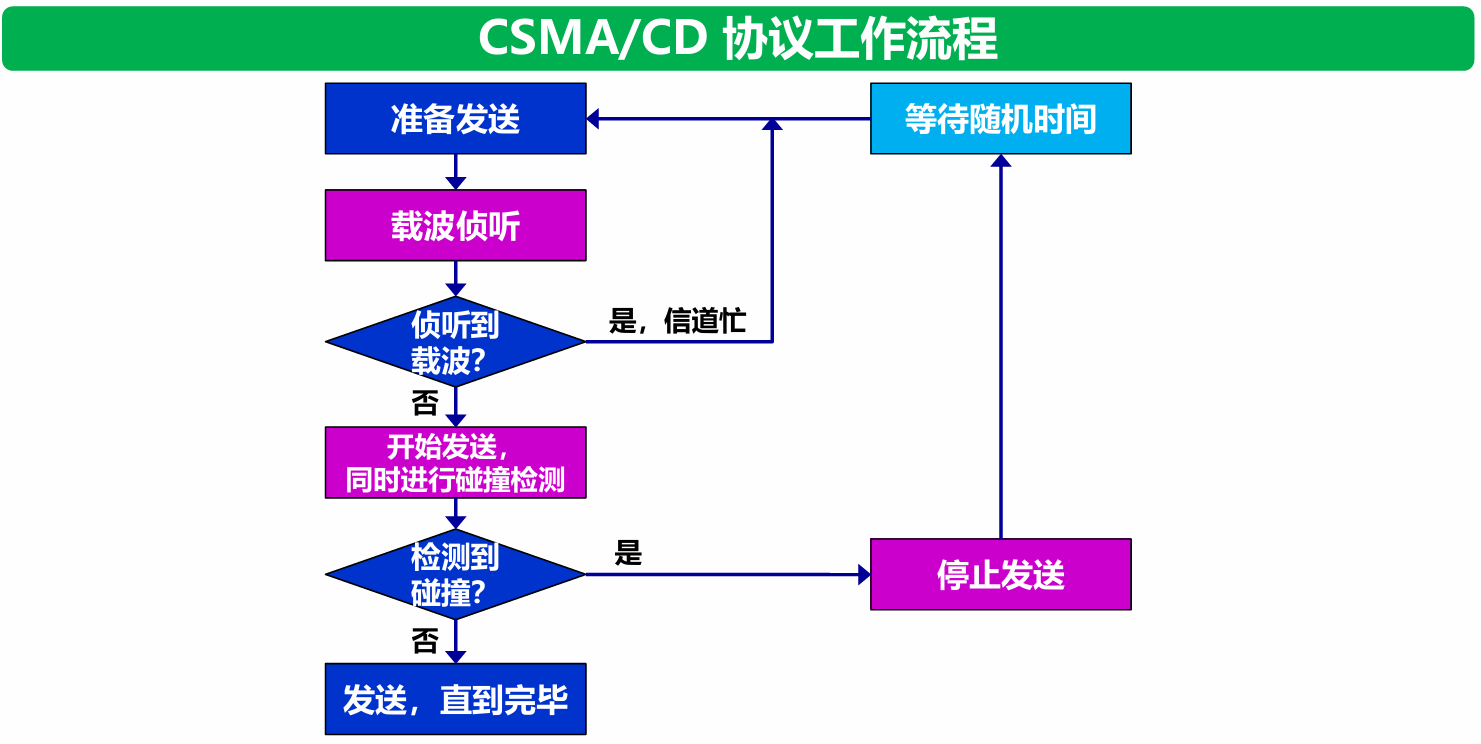 CSMA/CD 协议工作流程
准备发送
等待随机时间
载波侦听
侦听到
载波？
是，信道忙
否
开始发送，
同时进行碰撞检测
检测到
碰撞？
是
停止发送
否
发送，直到完毕